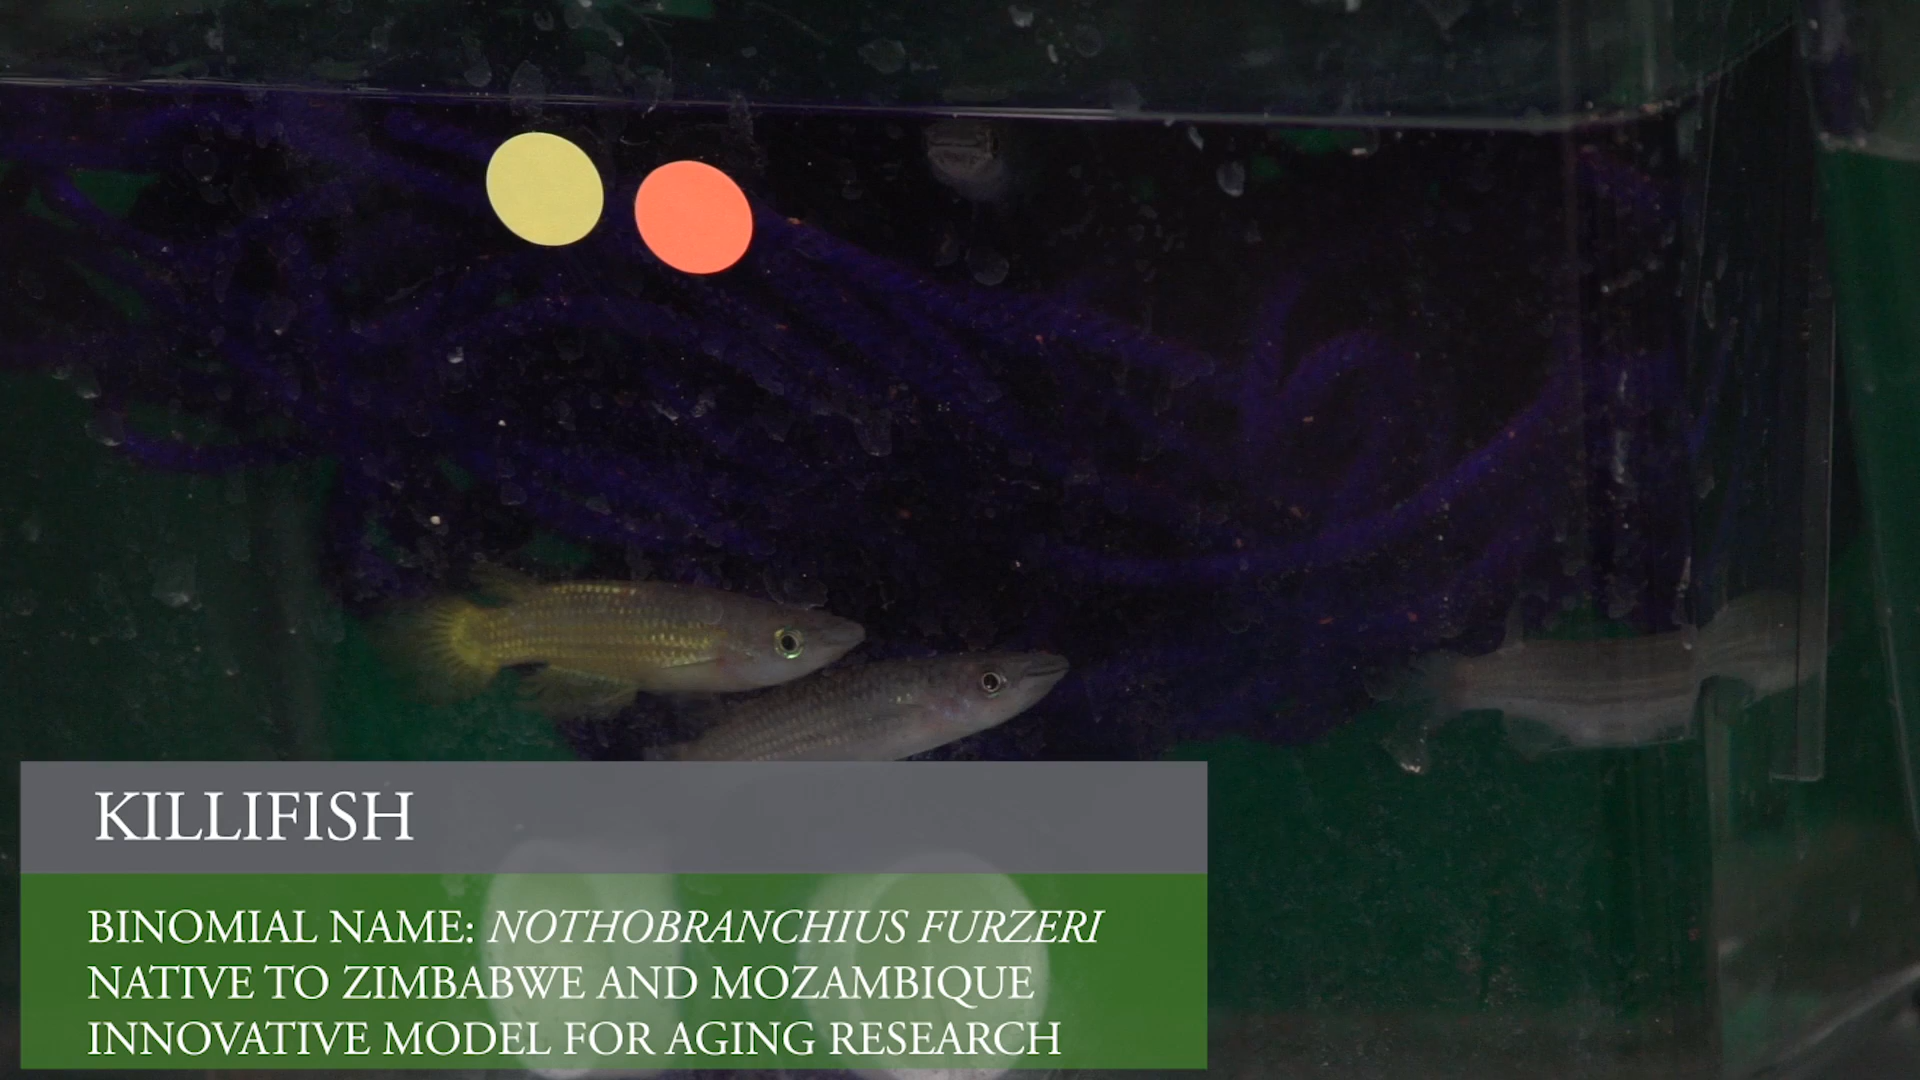 KILLIFISH
BINOMIAL NAME: NOTHOBRANCHIUS FURZERI
NATIVE TO ZIMBABWE AND MOZAMBIQUE
INNOVATIVE MODEL FOR AGING RESEARCH